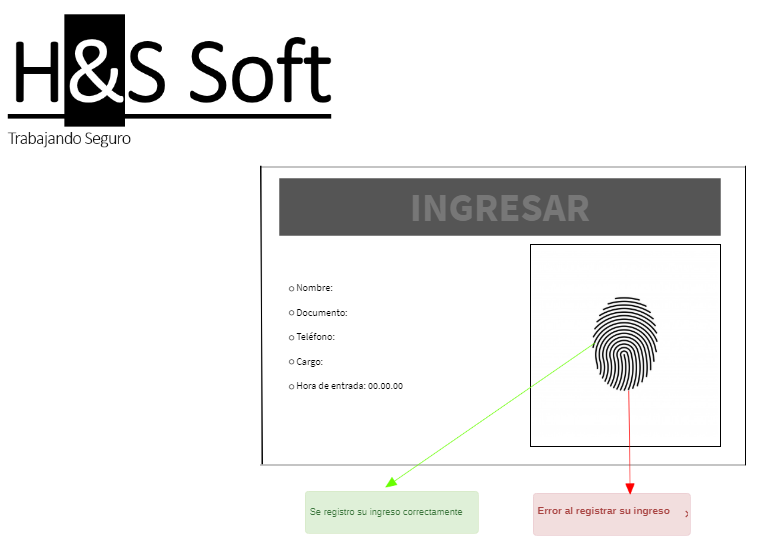 H&S Soft
Trabajando Seguro
INGRESAR
Nombre:
Documento:
Teléfono:
Cargo:
Hora de entrada: 00.00.00
Se registro su ingreso correctamente
Error al registrar su ingreso